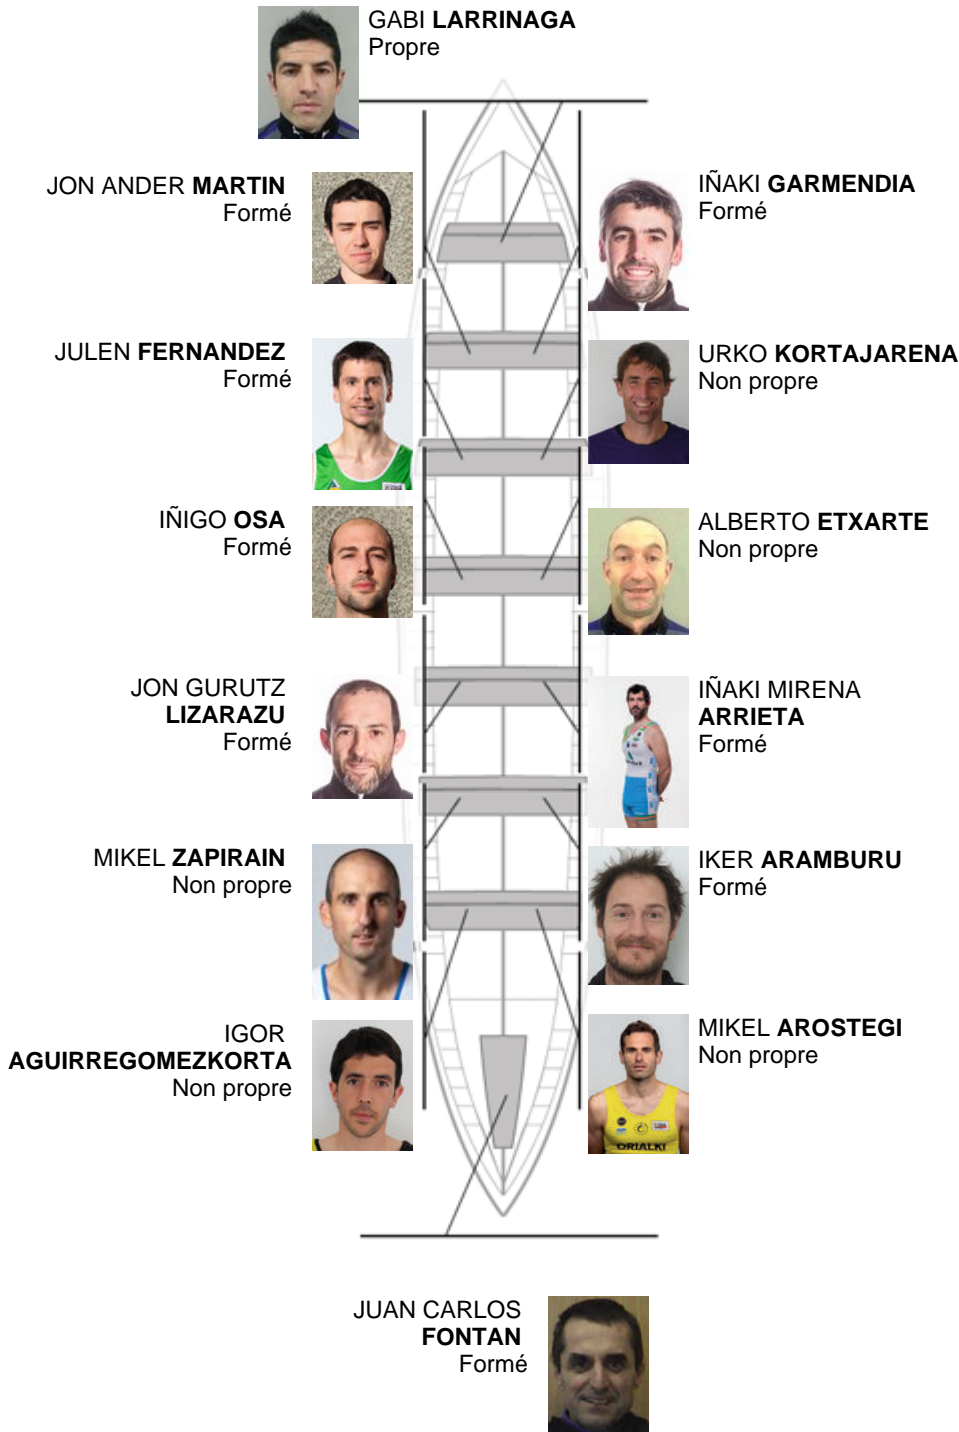 GABI LARRINAGA
Propre
JON ANDER MARTIN
Formé
IÑAKI GARMENDIA
Formé
JULEN FERNANDEZ
Formé
URKO KORTAJARENA
Non propre
IÑIGO OSA
Formé
ALBERTO ETXARTE
Non propre
JON GURUTZ
LIZARAZU
Formé
IÑAKI MIRENA
ARRIETA
Formé
MIKEL ZAPIRAIN
Non propre
IKER ARAMBURU
Formé
IGOR
AGUIRREGOMEZKORTA
Non propre
MIKEL AROSTEGI
Non propre
ORIALKI
JUAN CARLOS
FONTAN
Formé